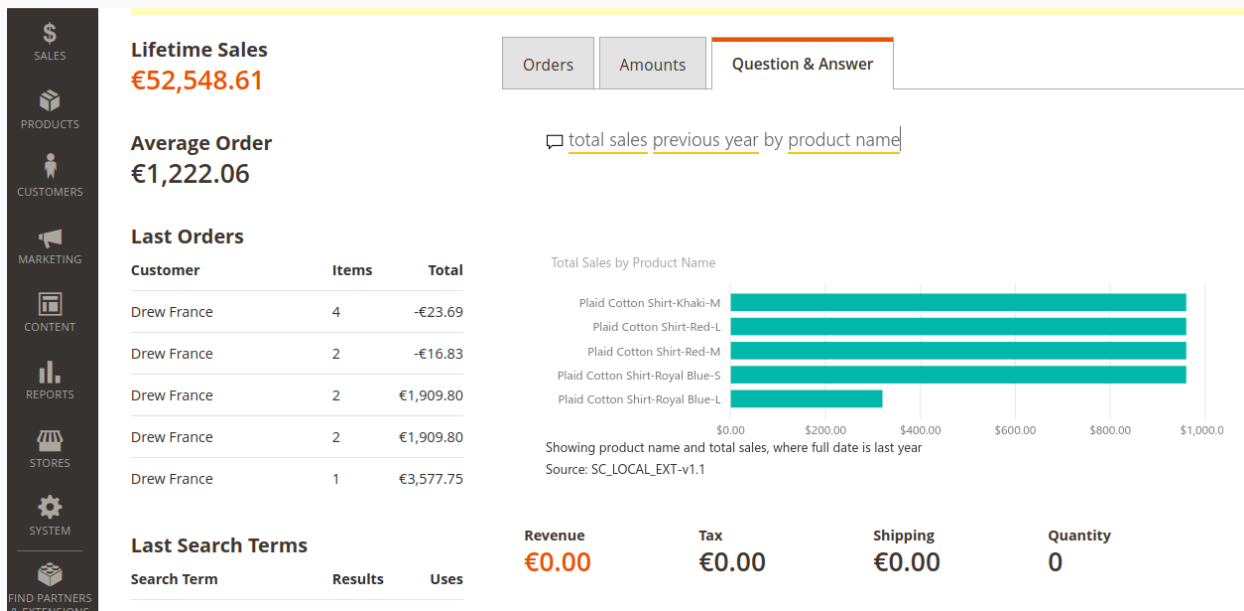 SALES
PRODUCTS
CUSTOMERS
MARKETING
CONTENT
REPORTS
STORES
SYSTEM
FIND PARTNERS
& EXTENSIONS
Lifetime Sales
€52,548.61
Average Order
€1,222.06
Last Orders
Customer Items Total
Drew France 4 -€23.69
Drew France 2 -€16.83
Drew France 2 €1,909.80
Drew France 2 €1,909.80
Drew France 1 €3,577.75
Last Search Terms
Search Term Results Uses
Orders Amounts Question & Answer
total sales previous year by product name
Total Sales by Product Name
Plaid Cotton Shirt-Khaki-M
Plaid Cotton Shirt-Red-L
Plaid Cotton Shirt-Red-M
Plaid Cotton Shirt-Royal Blue-S
Plaid Cotton Shirt-Royal Blue-L
$0.00 $200.00 $400.00 $600.00 $800.00 $1,000.0
Showing product name and total sales, where full date is last year
Source: SC_LOCAL_EXT-v1.1
Revenue Tax Shipping Quantity
€0.00 €0.00 €0.00 0